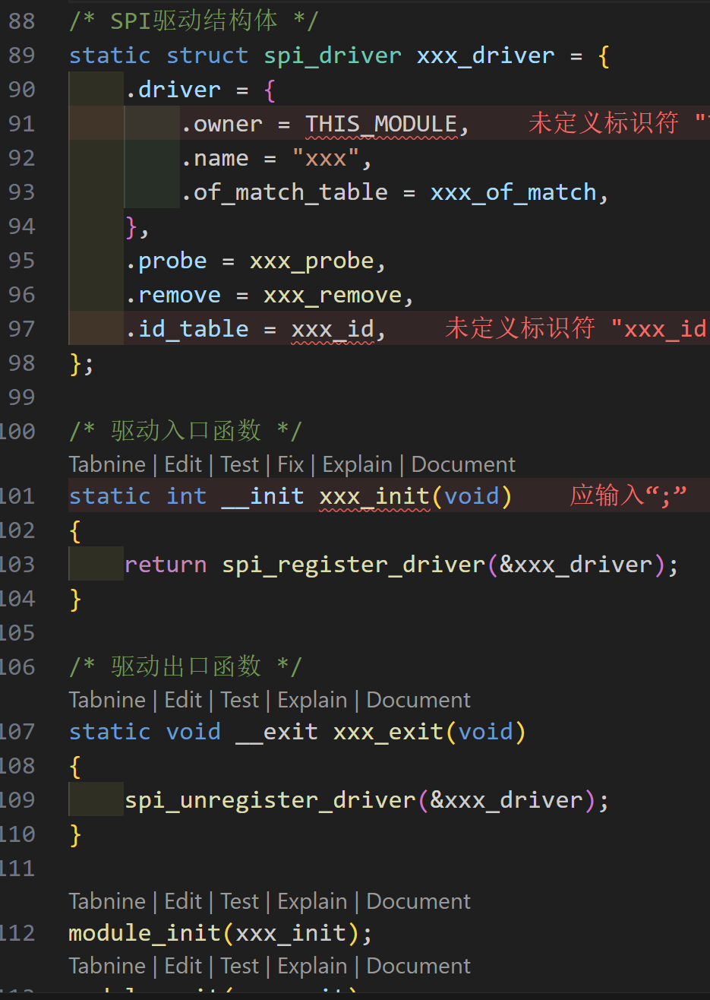 88 /* SPI驱动结构体 */
89 static struct spi_driver xxx_driver = {
90 .driver = {
91 .owner = THIS_MODULE, 未定义标识符 "
92 .name = "xxx",
93 .of_match_table = xxx_of_match,
94 },
95 .probe = xxx_probe,
96 .remove = xxx_remove,
97 .id_table = xxx_id, 未定义标识符 "xxx_id
98 };
99
100 /* 驱动入口函数 */
Tabnine | Edit | Test | Fix | Explain | Document
101 static int __init xxx_init(void) 应输入“;”
102 {
103 return spi_register_driver(&xxx_driver);
104 }
105
106 /* 驱动出口函数 */
Tabnine | Edit | Test | Explain | Document
107 static void __exit xxx_exit(void)
108 {
109 spi_unregister_driver(&xxx_driver);
110 }
111
Tabnine | Edit | Test | Explain | Document
112 module_init(xxx_init);
Tabnine | Edit | Test | Explain | Document